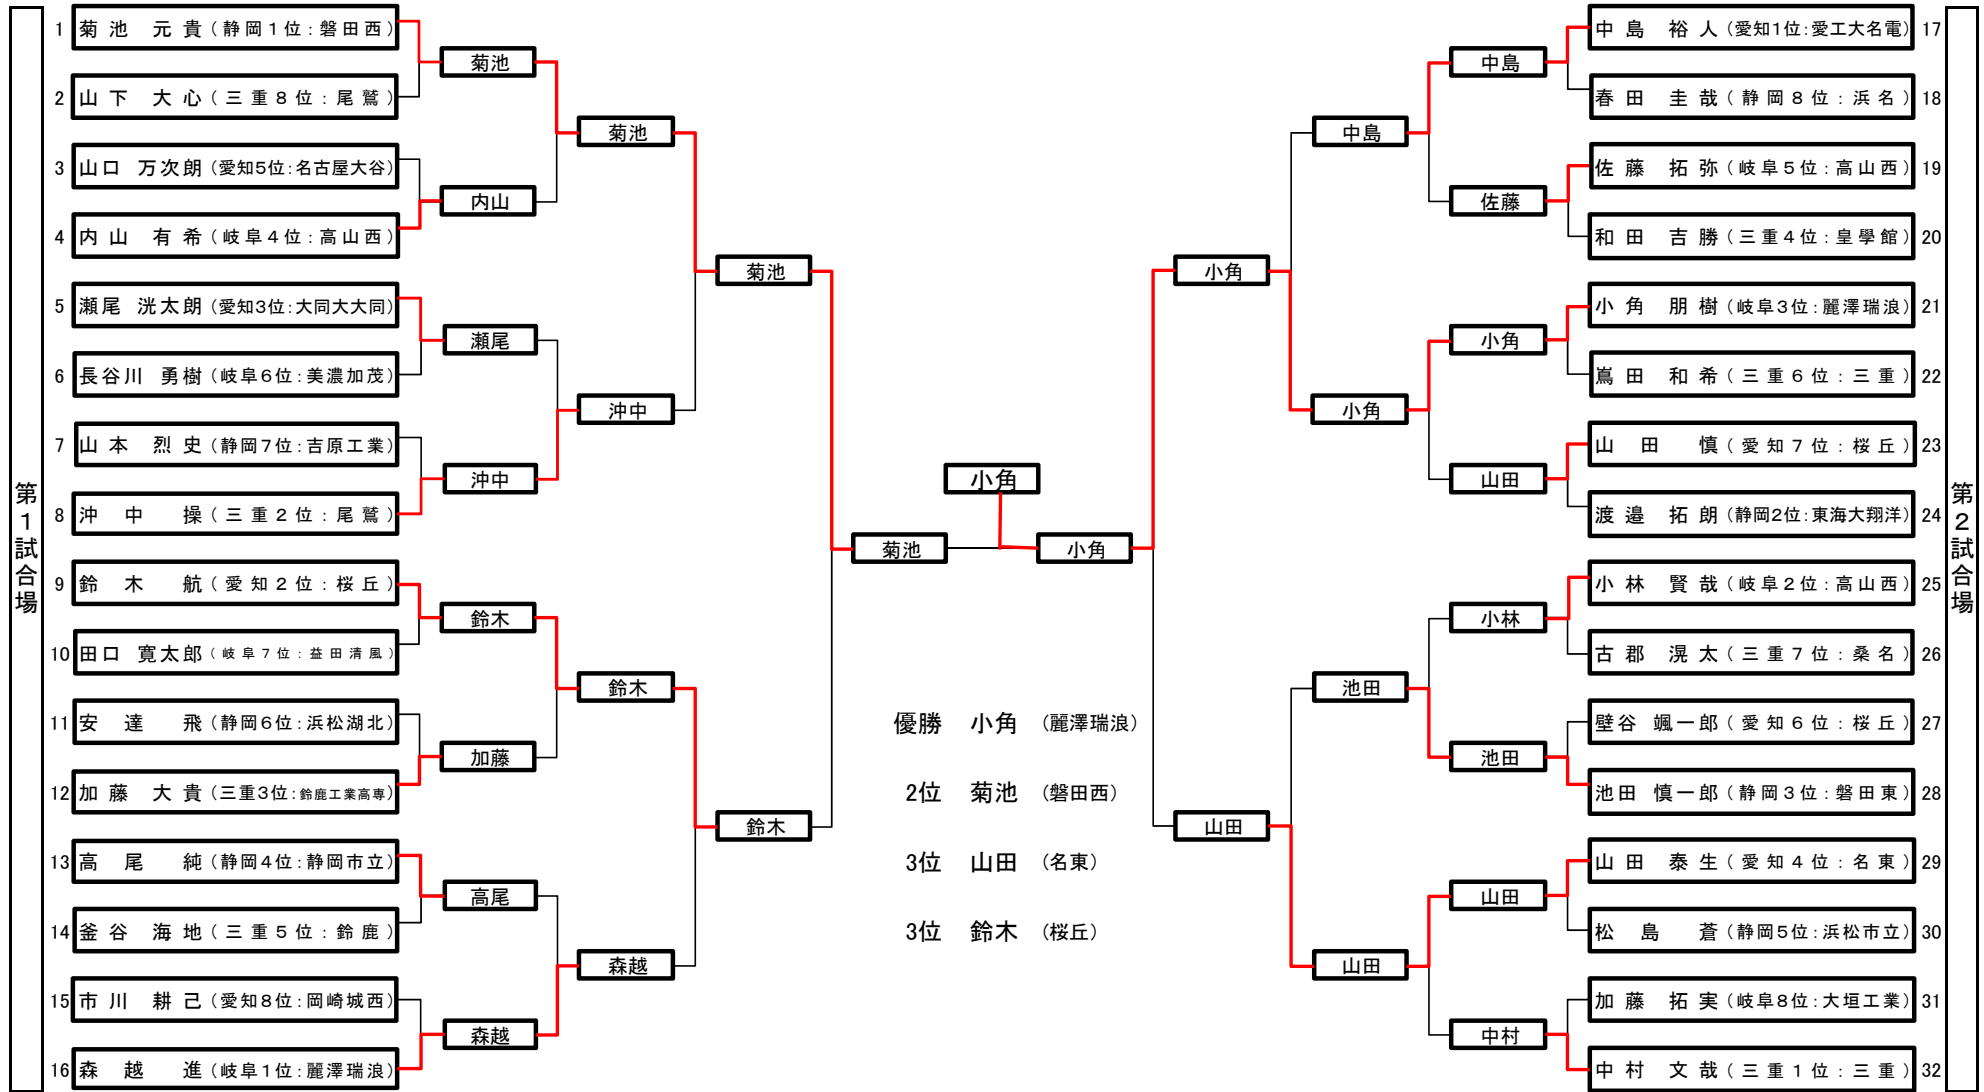 第1試合場
1 菊池 元貴 (静岡1位:磐田西)
2 山下 大心 (三重8位:尾鷲)
3 山口 万次朗 (愛知5位:名古屋大谷)
4 内山 有希 (岐阜4位:高山西)
5 瀬尾 洸太朗 (愛知3位:大同大大同)
6 長谷川 勇樹 (岐阜6位:美濃加茂)
7 山本 烈史 (静岡7位:吉原工業)
8 沖中 操 (三重2位:尾鷲)
9 鈴木 航 (愛知2位:桜丘)
10 田口 寛太郎 (岐阜7位:益田清風)
11 安達 飛 (静岡6位:浜松湖北)
12 加藤 大貴 (三重3位:鈴鹿工業高専)
13 高尾 純 (静岡4位:静岡市立)
14 釜谷 海地 (三重5位:鈴鹿)
15 市川 耕己 (愛知8位:岡崎城西)
16 森越 進 (岐阜1位:麗澤瑞浪)
菊池
内山
瀬尾
沖中
鈴木
加藤
高尾
森越
菊池
沖中
鈴木
森越
菊池
鈴木
菊池
小角
小角
優勝 小角 (麗澤瑞浪)
2位 菊池 (磐田西)
3位 山田 (名東)
3位 鈴木 (桜丘)
小角
山田
中島
小角
池田
山田
中島
佐藤
小角
山田
小林
池田
山田
中村
中島 裕人 (愛知1位:愛工大名電) 17
春田 圭哉 (静岡8位:浜名) 18
佐藤 拓弥 (岐阜5位:高山西) 19
和田 吉勝 (三重4位:皇學館) 20
小角 朋樹 (岐阜3位:麗澤瑞浪) 21
嶌田 和希 (三重6位:三重) 22
山田 慎 (愛知7位:桜丘) 23
渡邉 拓朗 (静岡2位:東海大翔洋) 24
小林 賢哉 (岐阜2位:高山西) 25
古郡 滉太 (三重7位:桑名) 26
壁谷 颯一郎 (愛知6位:桜丘) 27
池田 慎一郎 (静岡3位:磐田東) 28
山田 泰生 (愛知4位:名東) 29
松島 蒼 (静岡5位:浜松市立) 30
加藤 拓実 (岐阜8位:大垣工業) 31
中村 文哉 (三重1位:三重) 32
第2試合場